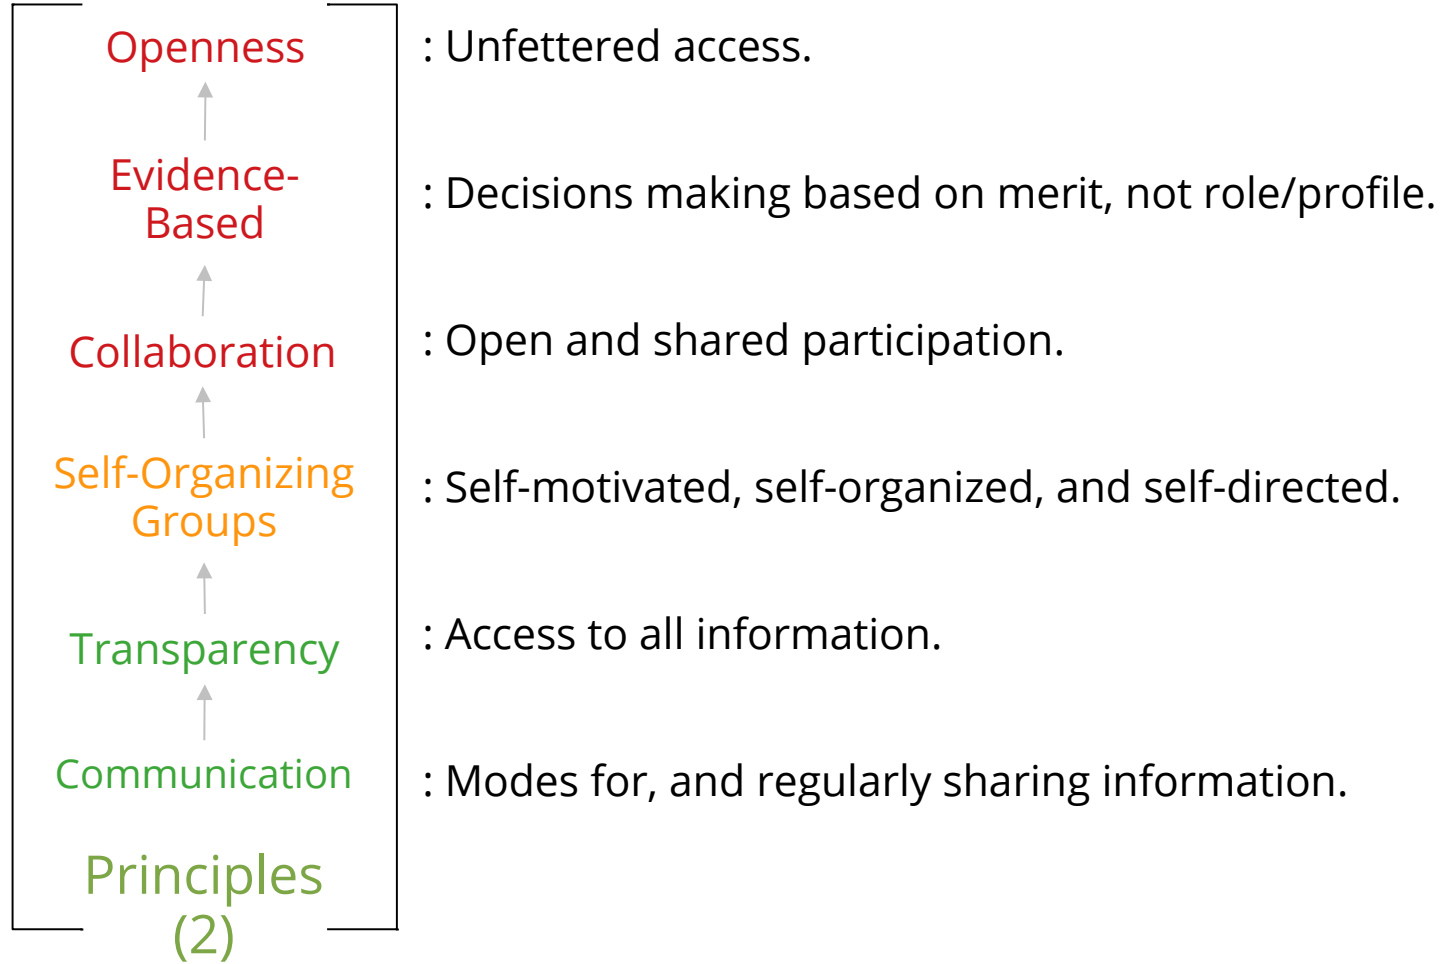 Openness : Unfettered access.
Evidence-
Based : Decisions making based on merit, not role/profile.
Collaboration : Open and shared participation.
Self-Organizing
Groups : Self-motivated, self-organized, and self-directed.
Transparency : Access to all information.
Communication : Modes for, and regularly sharing information.
Principles
(2)